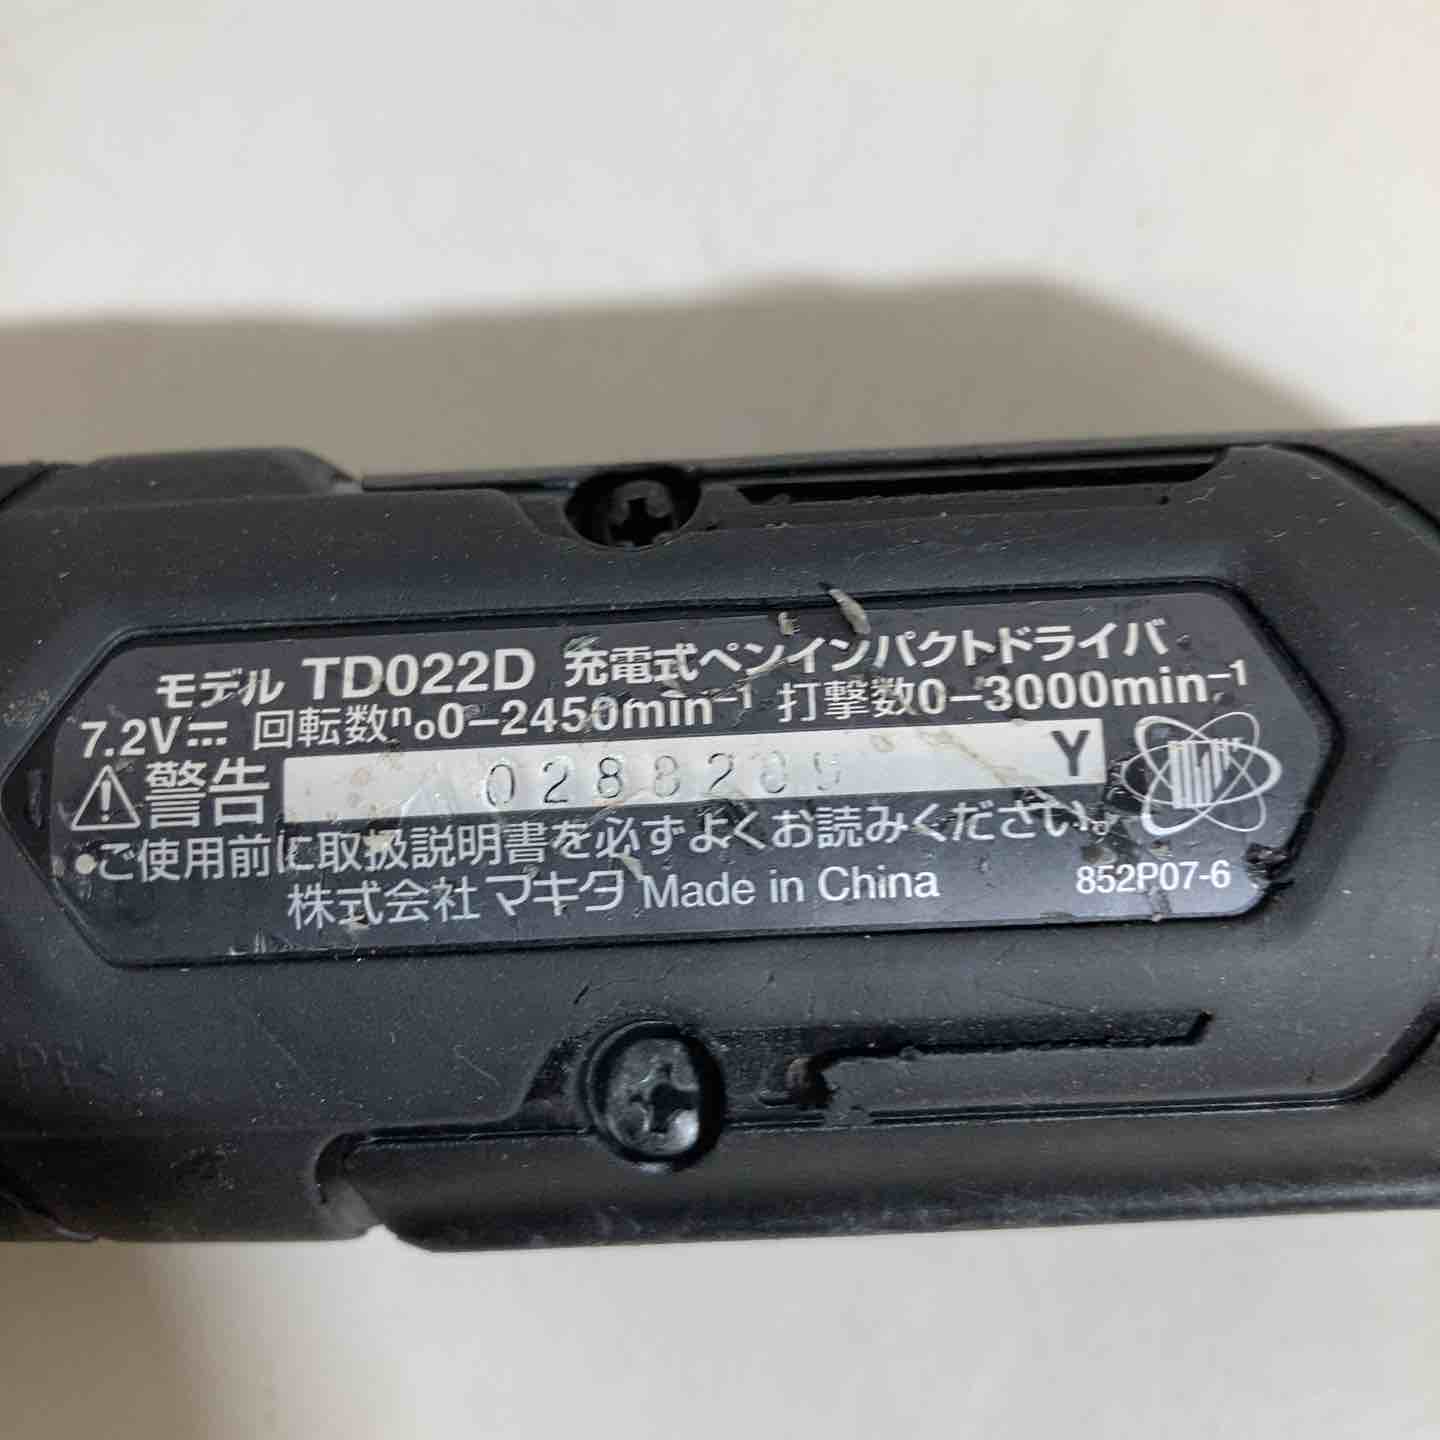 モデル TD022D 充電式ペンインパクトドライバ
7.2V⎓ 回転数n₀0-2450min⁻¹ 打撃数0-3000min⁻¹
⚠警告 0288289 Y
•ご使用前に取扱説明書を必ずよくお読みください。
株式会社マキタ Made in China 852P07-6